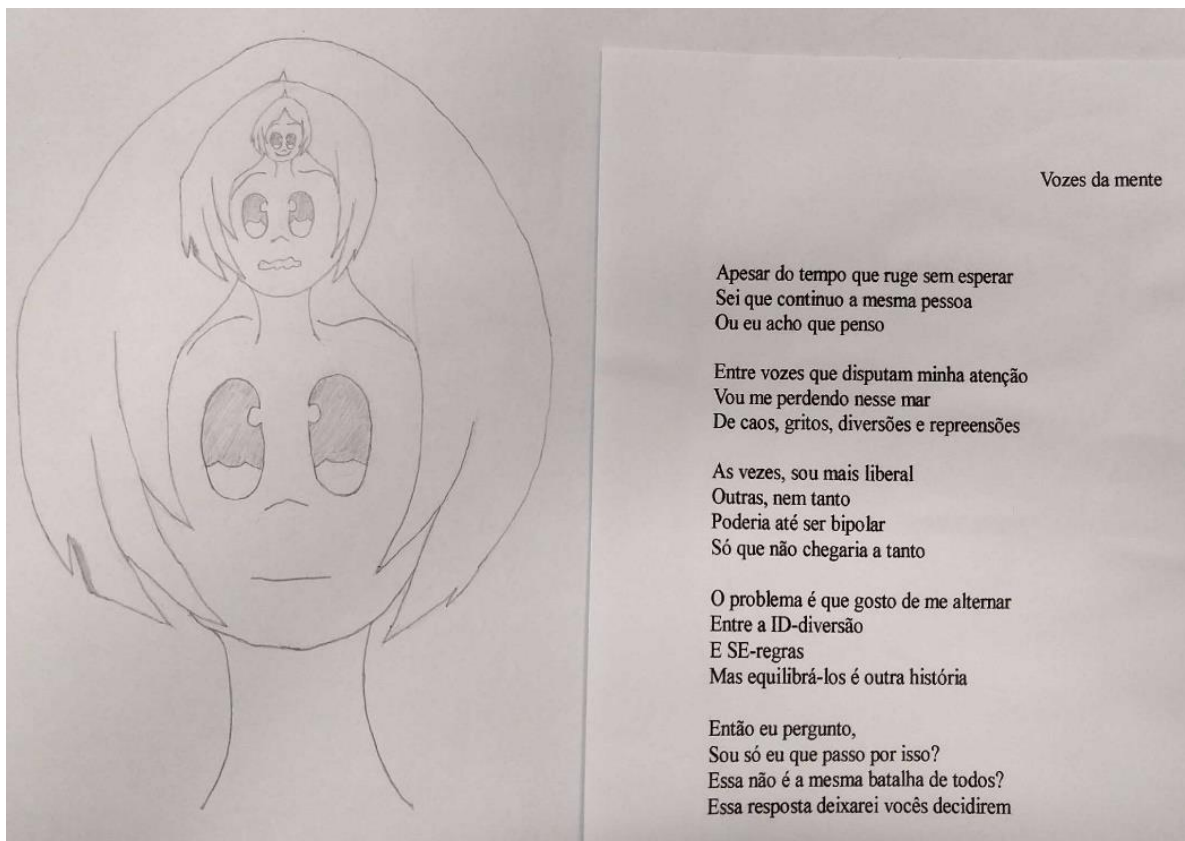 Vozes da mente
Apesar do tempo que ruge sem esperar
Sei que continuo a mesma pessoa
Ou eu acho que penso
Entre vozes que disputam minha atenção
Vou me perdendo nesse mar
De caos, gritos, diversões e repreensões
As vezes, sou mais liberal
Outras, nem tanto
Poderia até ser bipolar
Só que não chegaria a tanto
O problema é que gosto de me alternar
Entre a ID-diversão
E SE-regras
Mas equilibrá-los é outra história
Então eu pergunto,
Sou só eu que passo por isso?
Essa não é a mesma batalha de todos?
Essa resposta deixarei vocês decidirem